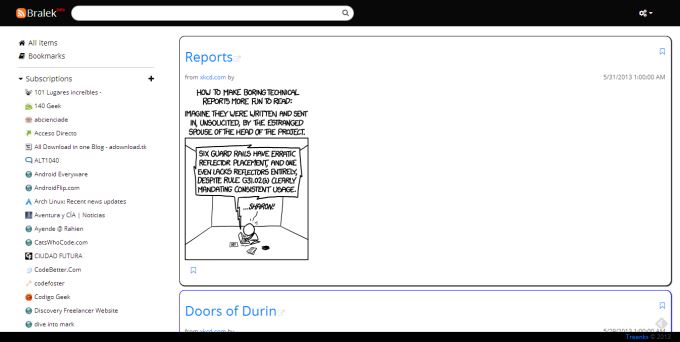 Bralek beta
All items
Bookmarks
Subscriptions
101 Lugares increíbles -
140 Geek
abcienciade
Acceso Directo
All Download in one Blog - adownload.tk
ALT1040
Android Everyware
AndroidFlip.com
Arch Linux: Recent news updates
Aventura y CÍA | Noticias
Ayende @ Rahien
CatsWhoCode.com
CIUDAD FUTURA
CodeBetter.Com
codefoster
Codigo Geek
Discovery Freelancer Website
dive into mark
Reports
from xkcd.com by
5/31/2013 1:00:00 AM
HOW TO MAKE BORING TECHNICAL
REPORTS MORE FUN TO READ:
IMAGINE THEY WERE WRITTEN AND SENT
IN, UNSOLICITED, BY THE ESTRANGED
SPOUSE OF THE HEAD OF THE PROJECT.
SIX GUARD RAILS HAVE ERRATIC
REFLECTOR PLACEMENT, AND ONE
EVEN LACKS REFLECTORS ENTIRELY,
DESPITE RULE G31.02(b) CLEARLY
MANDATING CONSISTENT USAGE.
...SHARON!!
Doors of Durin
from xkcd.com by
5/29/2013 1:00:00 AM
© 2013